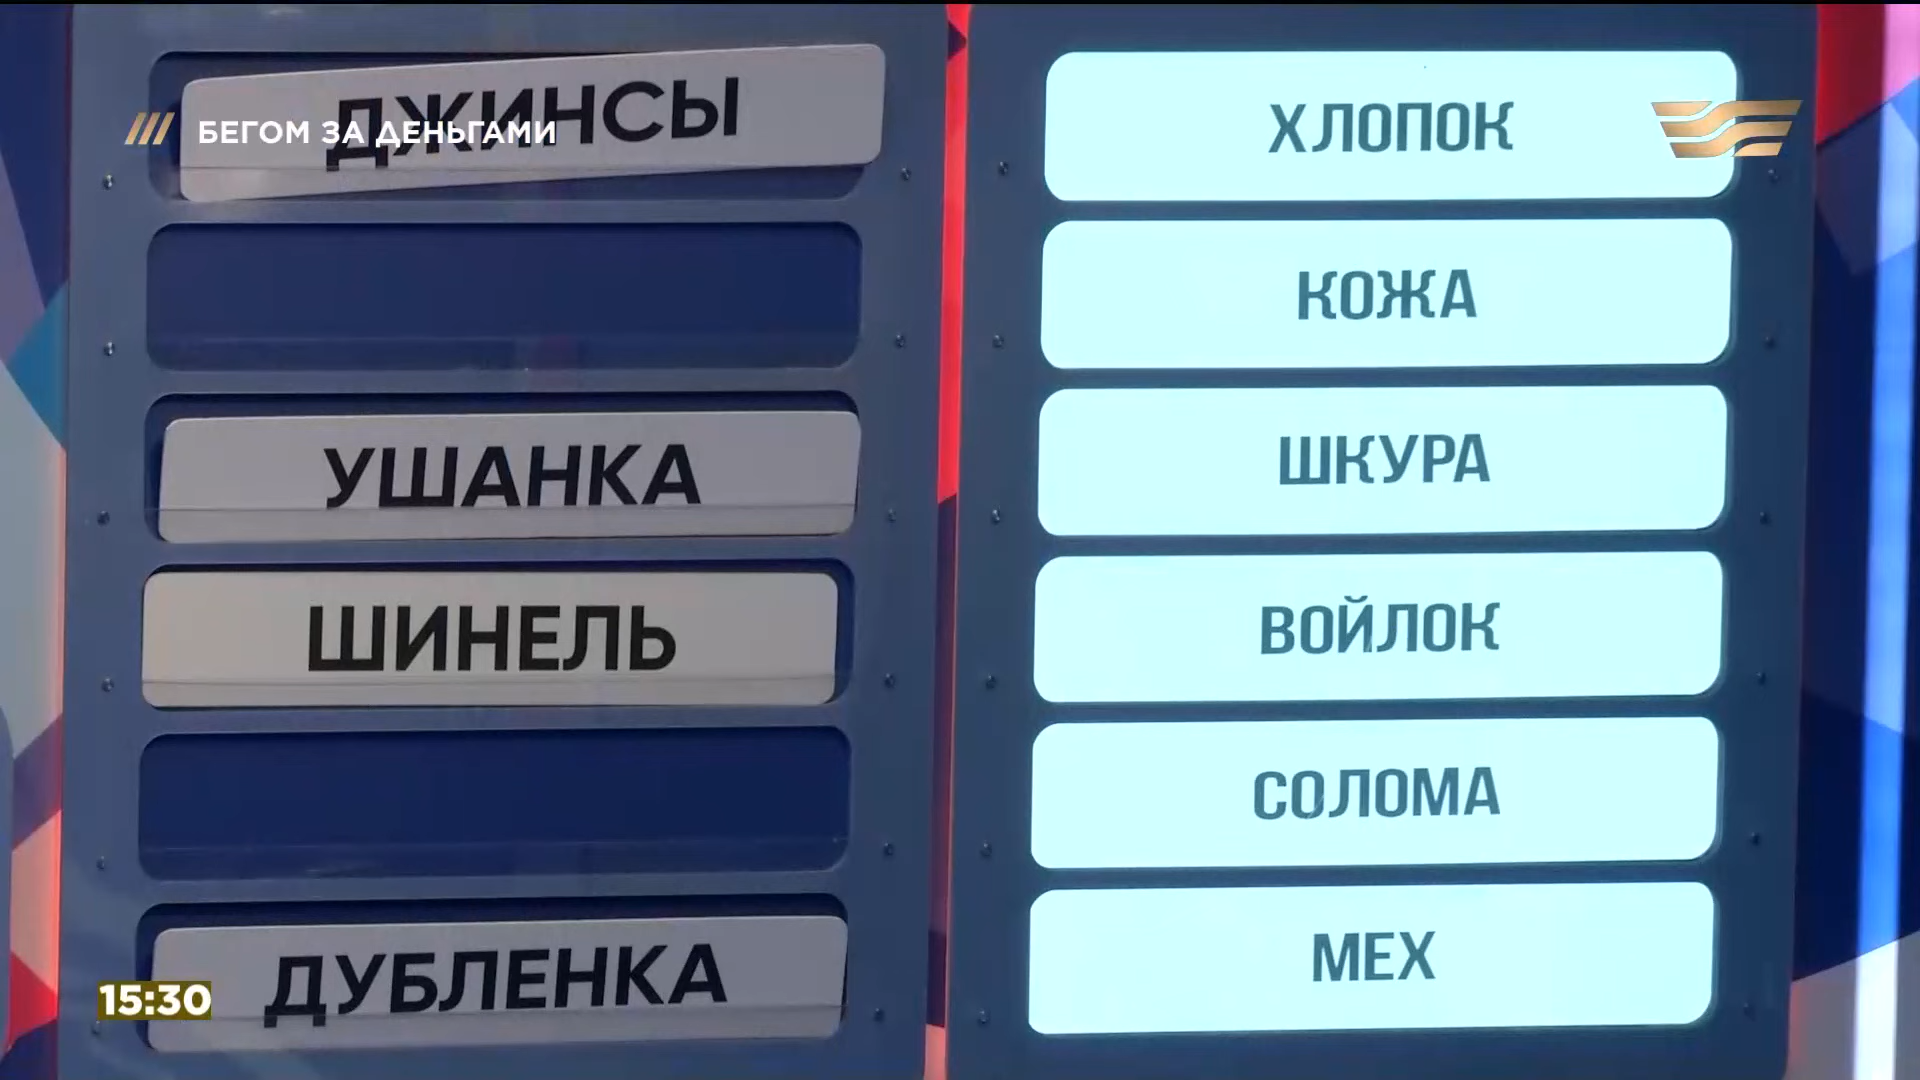 ДЖИНСЫ
ХЛОПОК
/// БЕГОМ ЗА ДЕНЬГАМИ
КОЖА
УШАНКА
ШКУРА
ШИНЕЛЬ
ВОЙЛОК
СОЛОМА
ДУБЛЕНКА
МЕХ
15:30